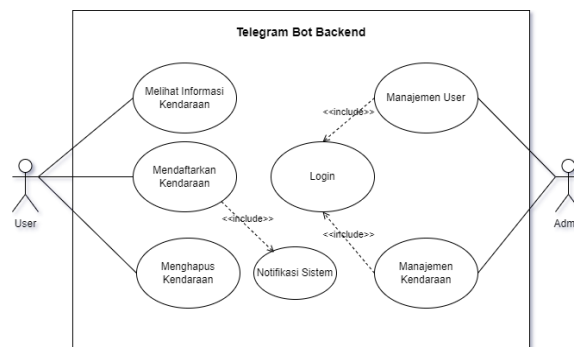 Telegram Bot Backend
Melihat Informasi
Kendaraan
Manajemen User
<<include>>
Mendaftarkan
Kendaraan
Login
User
Adm
<<include>>
<<include>>
Menghapus
Kendaraan
Notifikasi Sistem
Manajemen
Kendaraan